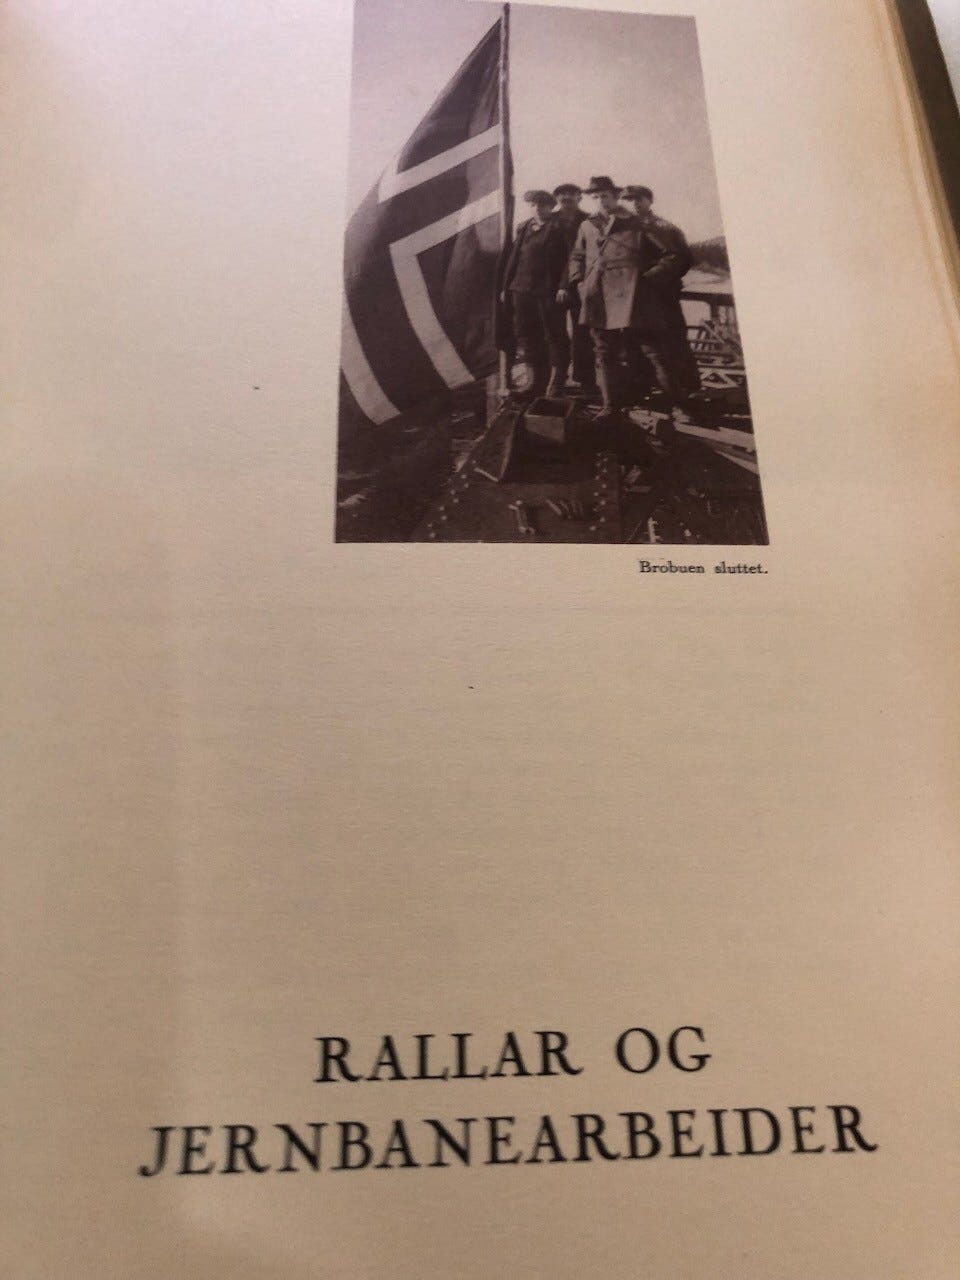 Brobuen sluttet.
RALLAR OG
JERNBANEARBEIDER